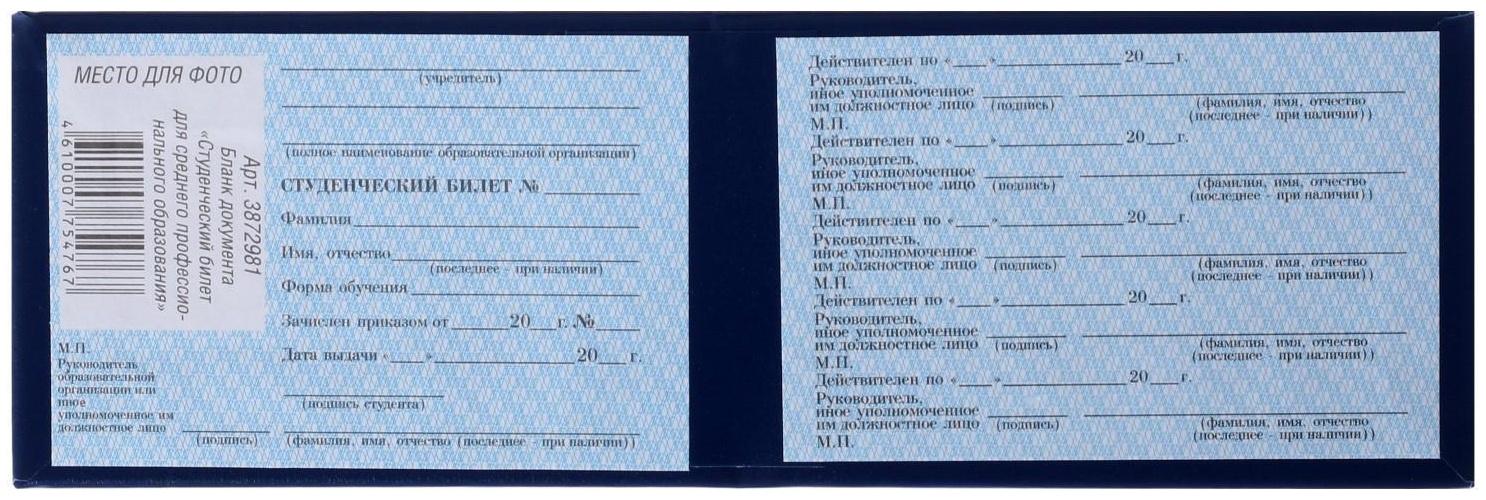 МЕСТО ДЛЯ ФОТО
Арт. 3872981
Бланк документа
«Студенческий билет
для среднего профессио-
нального образования»
4610007754767
(учредитель)
(полное наименование образовательной организации)
СТУДЕНЧЕСКИЙ БИЛЕТ №
Фамилия
Имя, отчество
(последнее - при наличии)
Форма обучения
Зачислен приказом от 20 г. №
Дата выдачи « » 20 г.
(подпись студента)
М.П.
Руководитель
образовательной
организации или
иное
уполномоченное им
должностное лицо
(подпись) (фамилия, имя, отчество (последнее - при наличии))
Действителен по « » 20 г.
Руководитель,
иное уполномоченное
им должностное лицо (подпись) (фамилия, имя, отчество
(последнее - при наличии))
М.П.
Действителен по « » 20 г.
Руководитель,
иное уполномоченное
им должностное лицо (подпись) (фамилия, имя, отчество
(последнее - при наличии))
М.П.
Действителен по « » 20 г.
Руководитель,
иное уполномоченное
им должностное лицо (подпись) (фамилия, имя, отчество
(последнее - при наличии))
М.П.
Действителен по « » 20 г.
Руководитель,
иное уполномоченное
им должностное лицо (подпись) (фамилия, имя, отчество
(последнее - при наличии))
М.П.
Действителен по « » 20 г.
Руководитель,
иное уполномоченное
им должностное лицо (подпись) (фамилия, имя, отчество
(последнее - при наличии))
М.П.